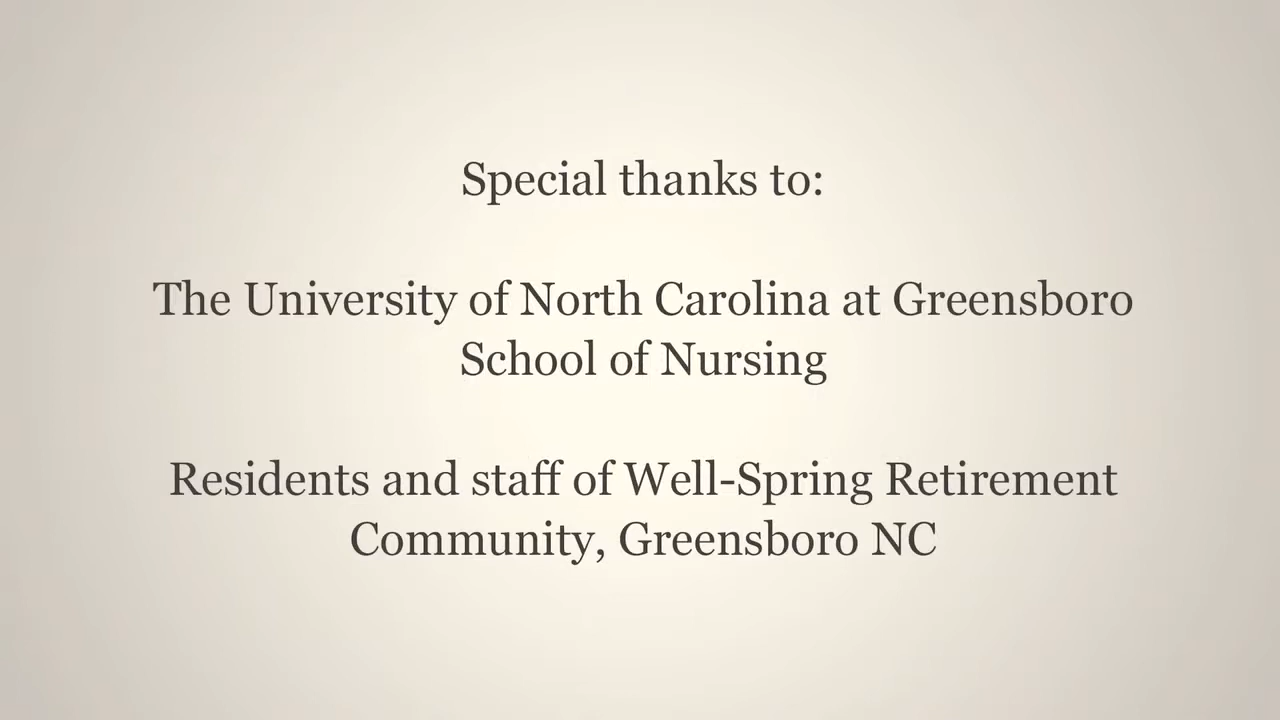 Special thanks to:
The University of North Carolina at Greensboro
School of Nursing
Residents and staff of Well-Spring Retirement
Community, Greensboro NC